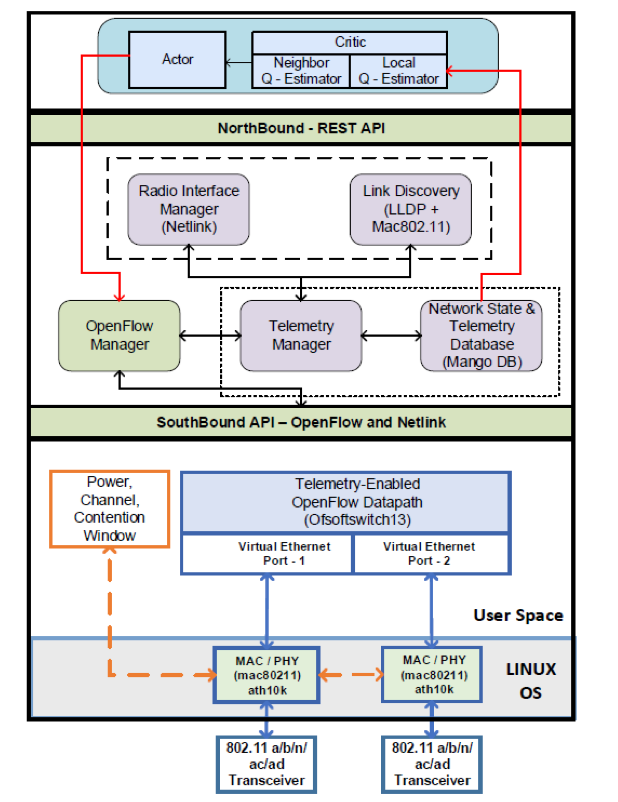 Actor
Critic
Neighbor
Q - Estimator
Local
Q - Estimator
NorthBound - REST API
Radio Interface
Manager
(Netlink)
Link Discovery
(LLDP +
Mac802.11)
OpenFlow
Manager
Telemetry
Manager
Network State &
Telemetry
Database
(Mango DB)
SouthBound API – OpenFlow and Netlink
Power,
Channel,
Contention
Window
Telemetry-Enabled
OpenFlow Datapath
(Ofsoftswitch13)
Virtual Ethernet
Port - 1
Virtual Ethernet
Port - 2
User Space
MAC / PHY
(mac80211)
ath10k
MAC / PHY
(mac80211)
ath10k
LINUX
OS
802.11 a/b/n/
ac/ad
Transceiver
802.11 a/b/n/
ac/ad
Transceiver